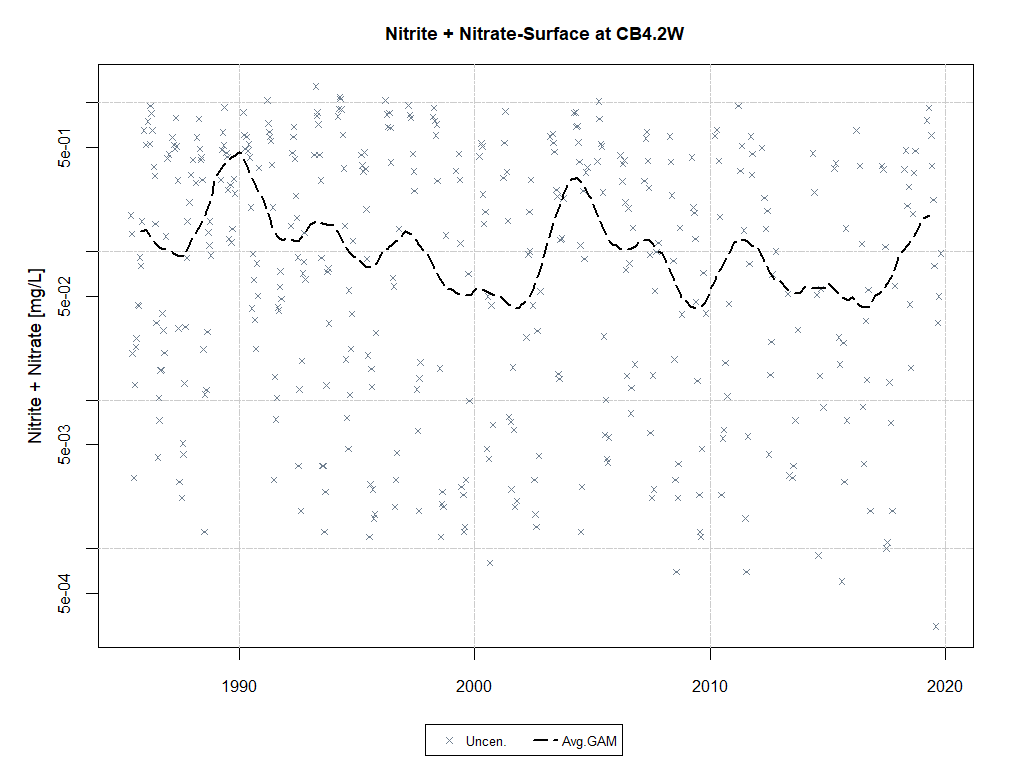 Nitrite + Nitrate-Surface at CB4.2W
Nitrite + Nitrate [mg/L]
5e-01
5e-02
5e-03
5e-04
1990 2000 2010 2020
Uncen. Avg.GAM